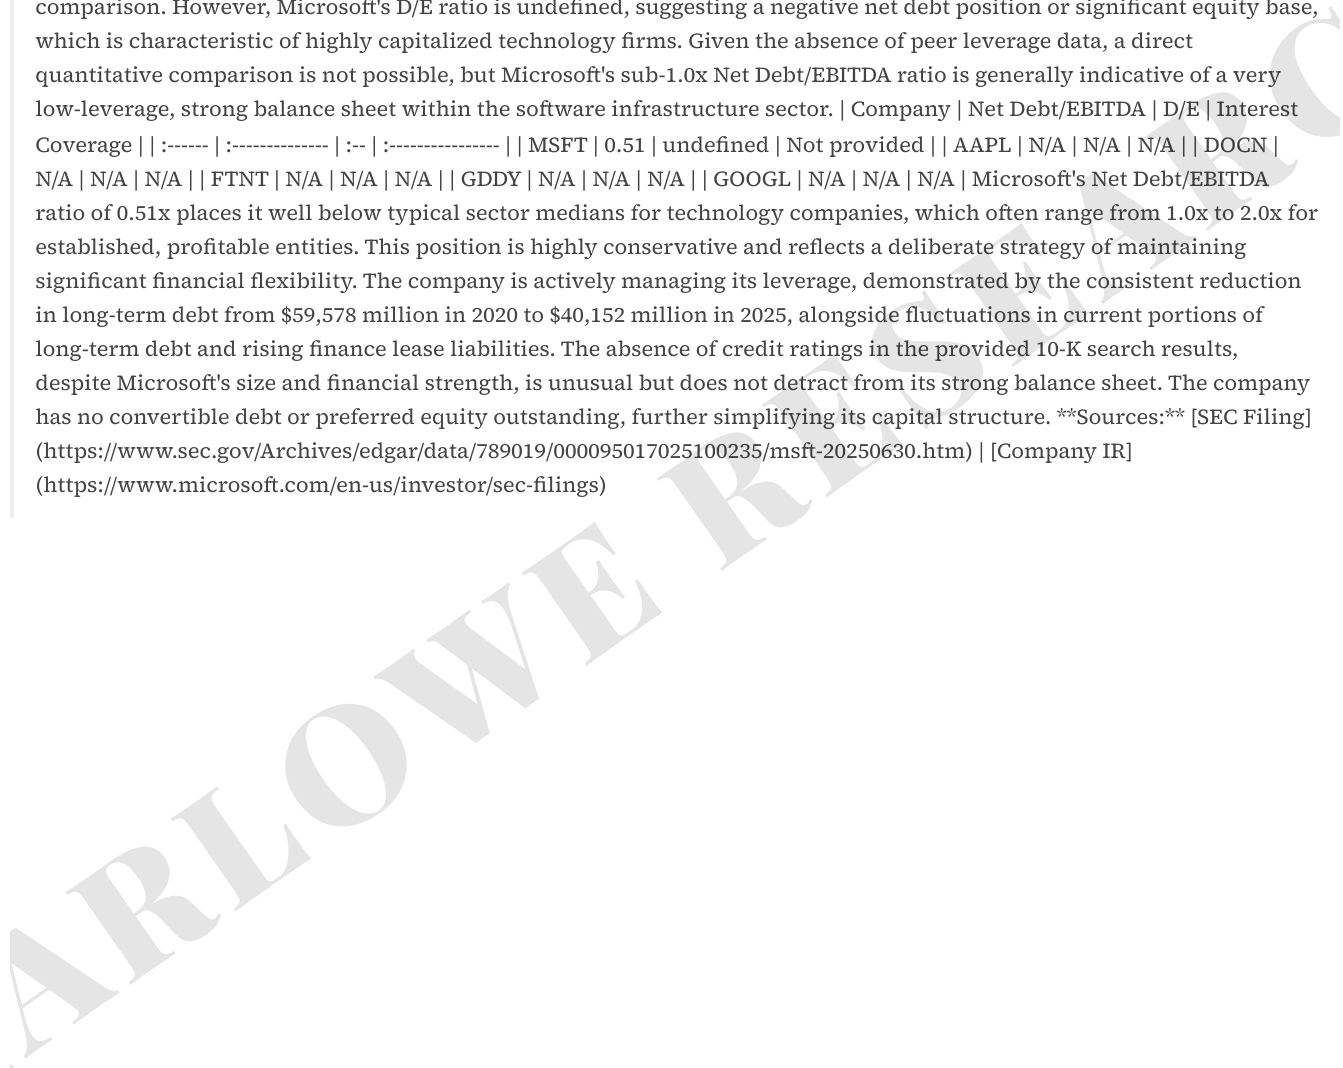 comparison. However, Microsoft's D/E ratio is undefined, suggesting a negative net debt position or significant equity base,
which is characteristic of highly capitalized technology firms. Given the absence of peer leverage data, a direct
quantitative comparison is not possible, but Microsoft's sub-1.0x Net Debt/EBITDA ratio is generally indicative of a very
low-leverage, strong balance sheet within the software infrastructure sector. | Company | Net Debt/EBITDA | D/E | Interest
Coverage | | :------ | :-------------- | :-- | :---------------- | | MSFT | 0.51 | undefined | Not provided | | AAPL | N/A | N/A | N/A | | DOCN |
N/A | N/A | N/A | | FTNT | N/A | N/A | N/A | | GDDY | N/A | N/A | N/A | | GOOGL | N/A | N/A | N/A | Microsoft's Net Debt/EBITDA
ratio of 0.51x places it well below typical sector medians for technology companies, which often range from 1.0x to 2.0x for
established, profitable entities. This position is highly conservative and reflects a deliberate strategy of maintaining
significant financial flexibility. The company is actively managing its leverage, demonstrated by the consistent reduction
in long-term debt from $59,578 million in 2020 to $40,152 million in 2025, alongside fluctuations in current portions of
long-term debt and rising finance lease liabilities. The absence of credit ratings in the provided 10-K search results,
despite Microsoft's size and financial strength, is unusual but does not detract from its strong balance sheet. The company
has no convertible debt or preferred equity outstanding, further simplifying its capital structure. **Sources:** [SEC Filing]
(https://www.sec.gov/Archives/edgar/data/789019/000095017025100235/msft-20250630.htm) | [Company IR]
(https://www.microsoft.com/en-us/investor/sec-filings)
ARLOWE RESEARC